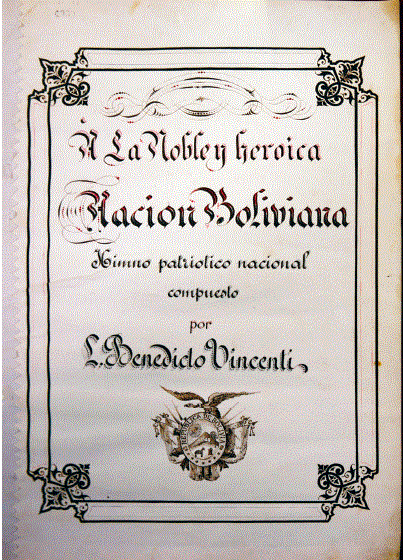 A La Noble y heroica
Nacion Boliviana
Himno patriotico nacional
compuesto
por
L. Benedicto Vincenti,